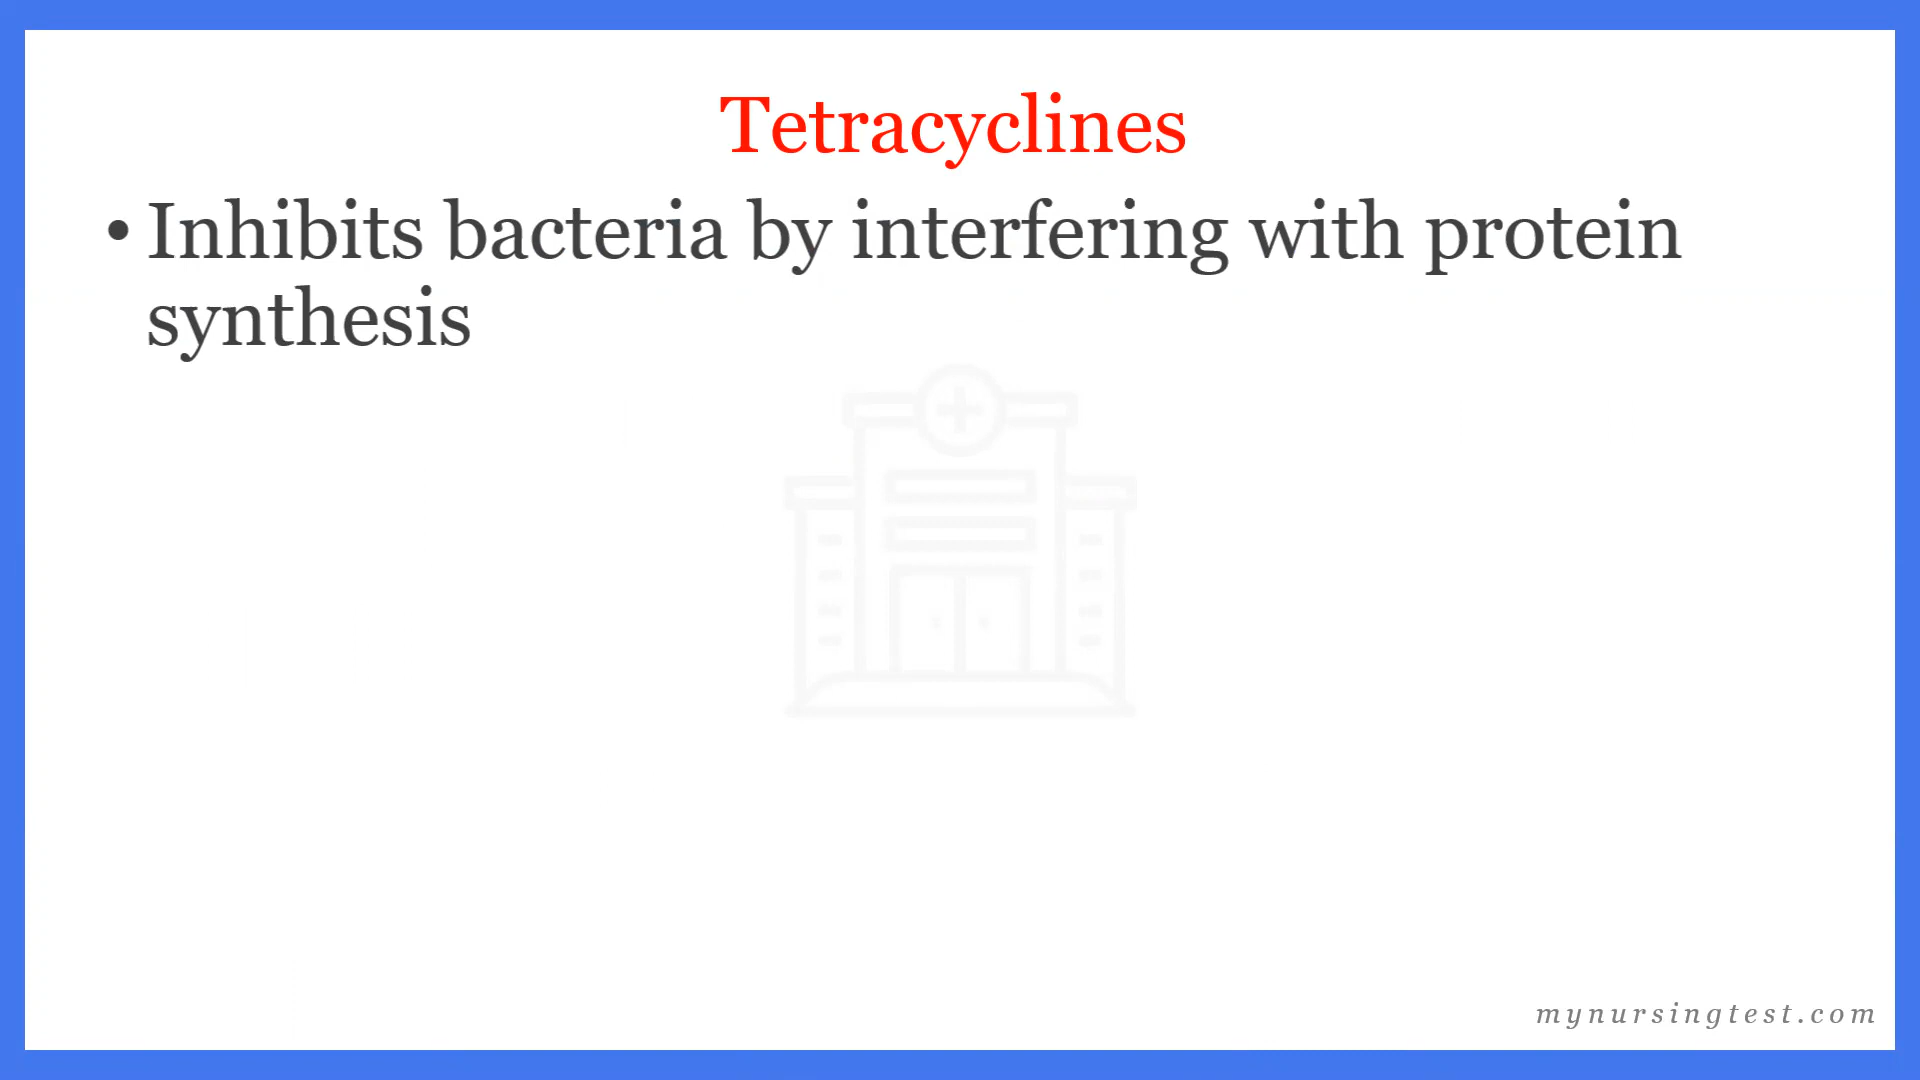 Tetracyclines
• Inhibits bacteria by interfering with protein
synthesis
mynursingtest.com